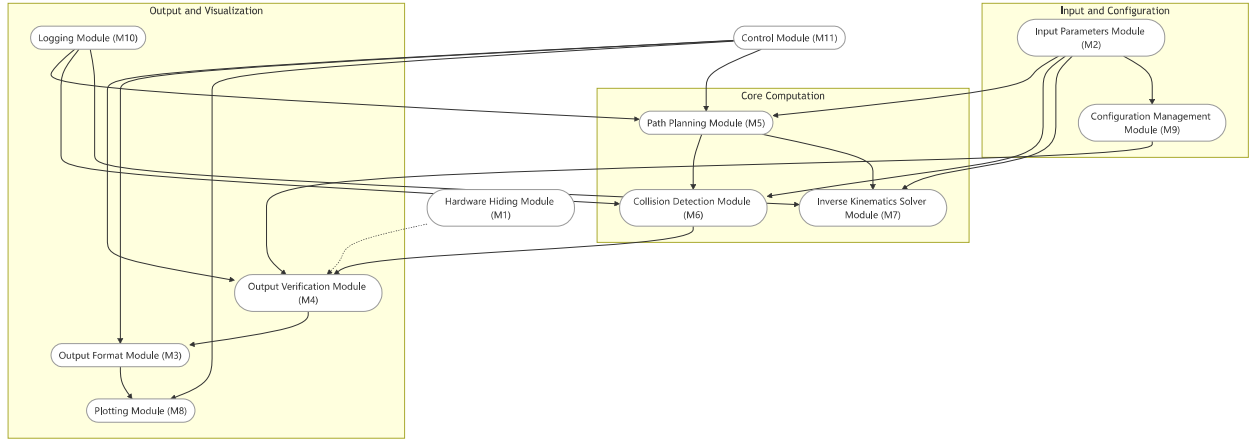 Output and Visualization
Input and Configuration
Logging Module (M10)
Control Module (M11)
Input Parameters Module
(M2)
Core Computation
Path Planning Module (M5)
Configuration Management
Module (M9)
Hardware Hiding Module
(M1)
Collision Detection Module
(M6)
Inverse Kinematics Solver
Module (M7)
Output Verification Module
(M4)
Output Format Module (M3)
Plotting Module (M8)